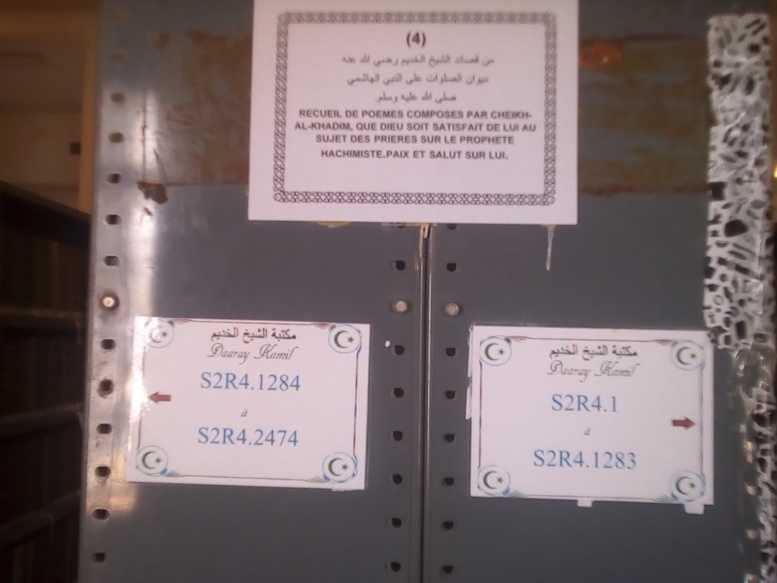 (4)
من قصائد الشيخ الخديم رضي الله عنه
ديوان الصلوات على النبي الهاشمي
صلى الله عليه وسلم.
RECUEIL DE POEMES COMPOSES PAR CHEIKH-
AL-KHADIM, QUE DIEU SOIT SATISFAIT DE LUI AU
SUJET DES PRIERES SUR LE PROPHETE
HACHIMISTE.PAIX ET SALUT SUR LUI.
مكتبة الشيخ الخديم
Daaray Kamil
S2R4.1284
à
S2R4.2474
مكتبة الشيخ الخديم
Daaray Kamil
S2R4.1
à
S2R4.1283